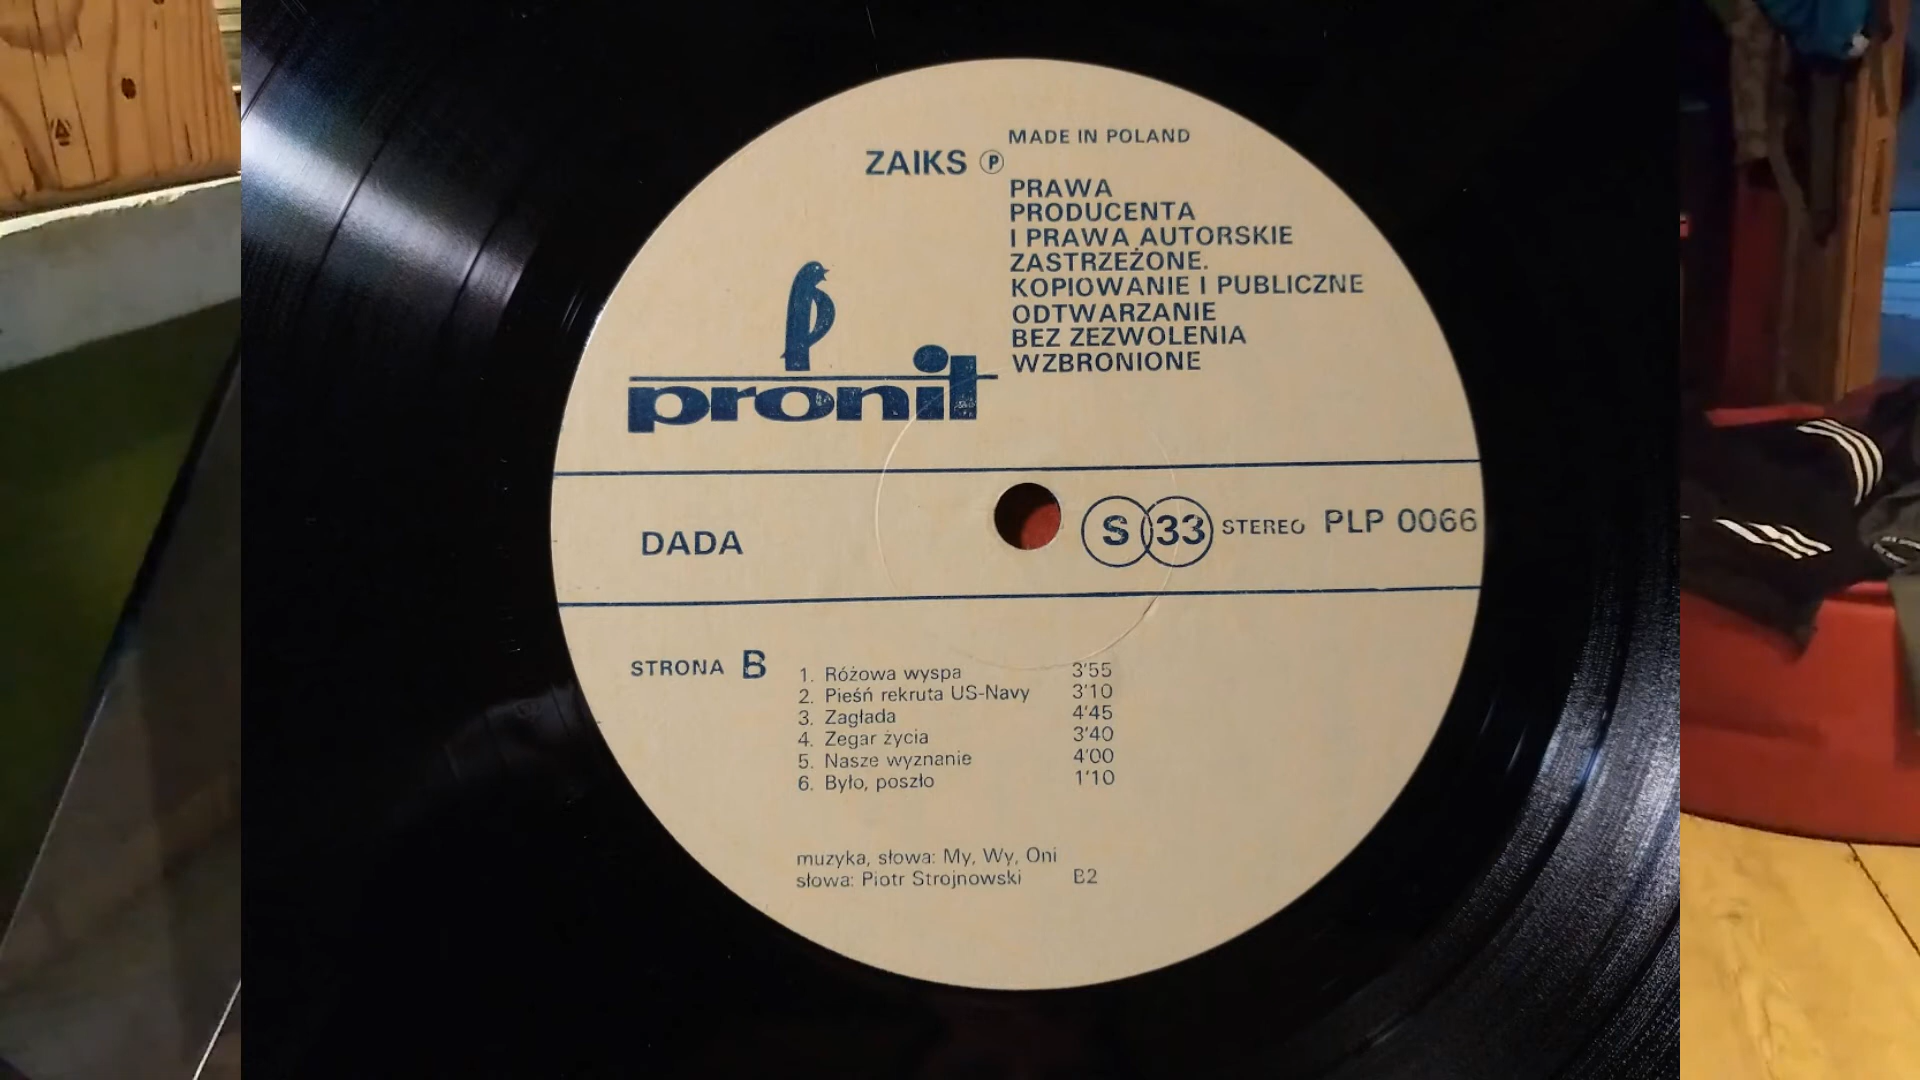 MADE IN POLAND
ZAIKS Ⓟ
PRAWA
PRODUCENTA
I PRAWA AUTORSKIE
ZASTRZEŻONE.
KOPIOWANIE I PUBLICZNE
ODTWARZANIE
BEZ ZEZWOLENIA
WZBRONIONE
pronit
DADA
S 33 STEREO PLP 0066
STRONA B
1. Różowa wyspa 3'55
2. Pieśń rekruta US-Navy 3'10
3. Zagłada 4'45
4. Zegar życia 3'40
5. Nasze wyznanie 4'00
6. Było, poszło 1'10
muzyka, słowa: My, Wy, Oni
słowa: Piotr Strojnowski B2